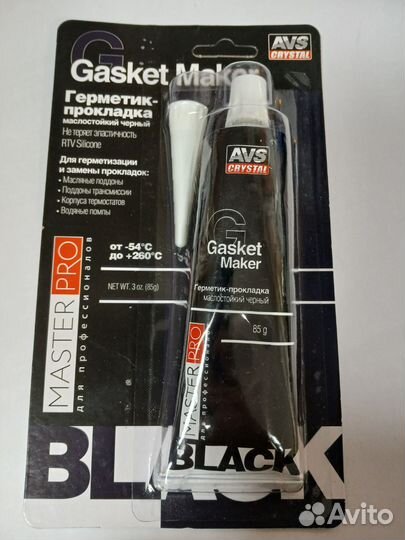 G
Gasket Maker
AVS
CRYSTAL
Герметик-
прокладка
маслостойкий черный
Не теряет эластичность
RTV Silicone
Для герметизации
и замены прокладок:
• Масляные поддоны
• Поддоны трансмиссии
• Корпуса термостатов
• Водяные помпы
от -54°C
до +260°C
NET WT. 3 oz. (85g)
MASTER PRO
для профессионалов
BLACK
AVS
CRYSTAL
G
Gasket
Maker
Герметик-прокладка
маслостойкий черный
85 g
MASTER PRO
для профессионалов
BLACK
Avito